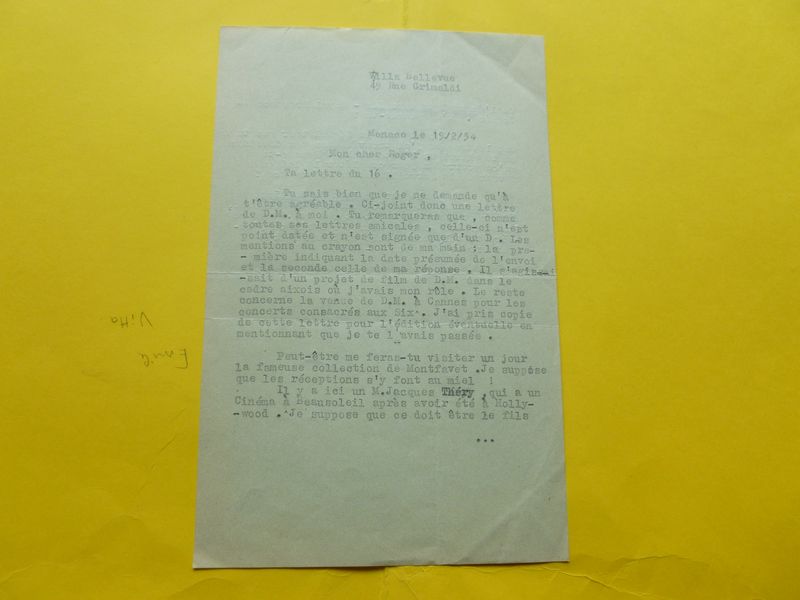 Villa Bellevue
49 Rue Grimaldi
Monaco le 19/2/54
Mon cher Roger ,
Ta lettre du 16 .
Tu sais bien que je ne demande qu'à
t'être agréable . Ci-joint donc une lettre
de D.M. à moi . Tu remarqueras que , comme
toutes ses lettres amicales , celle-ci n'est
point datée et n'est signée que d'un D . Les
mentions au crayon sont de ma main : la pre-
-mière indiquant la date présumée de l'envoi
et la seconde celle de ma réponse . Il s'agissai
-sait d'un projet de film de D.M. dans le
cadre aixois où j'avais mon rôle . Le reste
concerne la venue de D.M. à Cannes pour les
concerts consacrés aux Six . J'ai pris copie
de cette lettre pour l'édition éventuelle en
mentionnant que je te l'avais passée .
Peut-être me feras-tu visiter un jour
la fameuse collection de Montfavet .Je suppose
que les réceptions s'y font au miel !
Il y a ici un M.Jacques Théry ,qui a un
Cinéma à Beausoleil après avoir été à Holly-
-wood . Je suppose que ce doit être le fils
...
Vitta
Emile